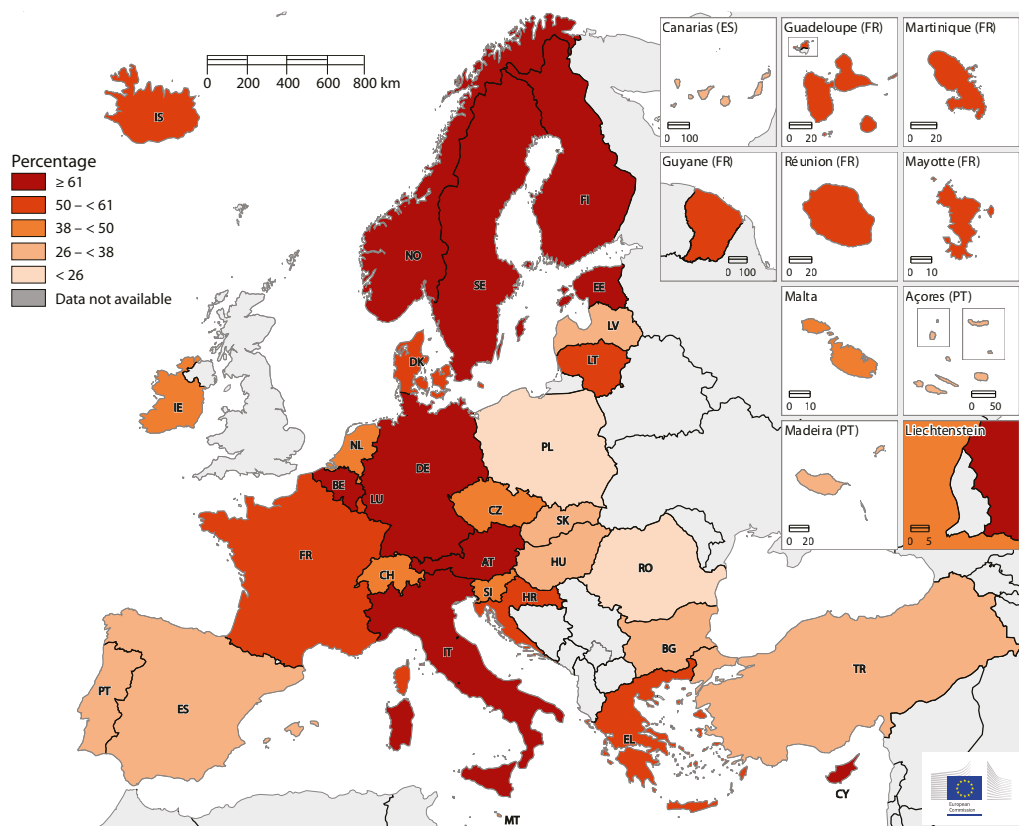 Canarias (ES)
0 100
Guadeloupe (FR)
0 20
Martinique (FR)
0 20
0 200 400 600 800 km
IS
Percentage
≥ 61
50 – < 61
38 – < 50
26 – < 38
< 26
Data not available
Guyane (FR)
0 100
Réunion (FR)
0 20
Mayotte (FR)
0 10
FI
NO
SE
EE
LV
LT
DK
IE
Malta
0 10
Açores (PT)
0 50
NL
BE
LU
DE
PL
CZ
SK
Madeira (PT)
0 20
Liechtenstein
0 5
FR
CH
AT
HU
RO
SI
HR
IT
BG
PT
ES
TR
EL
CY
MT
European
Commission